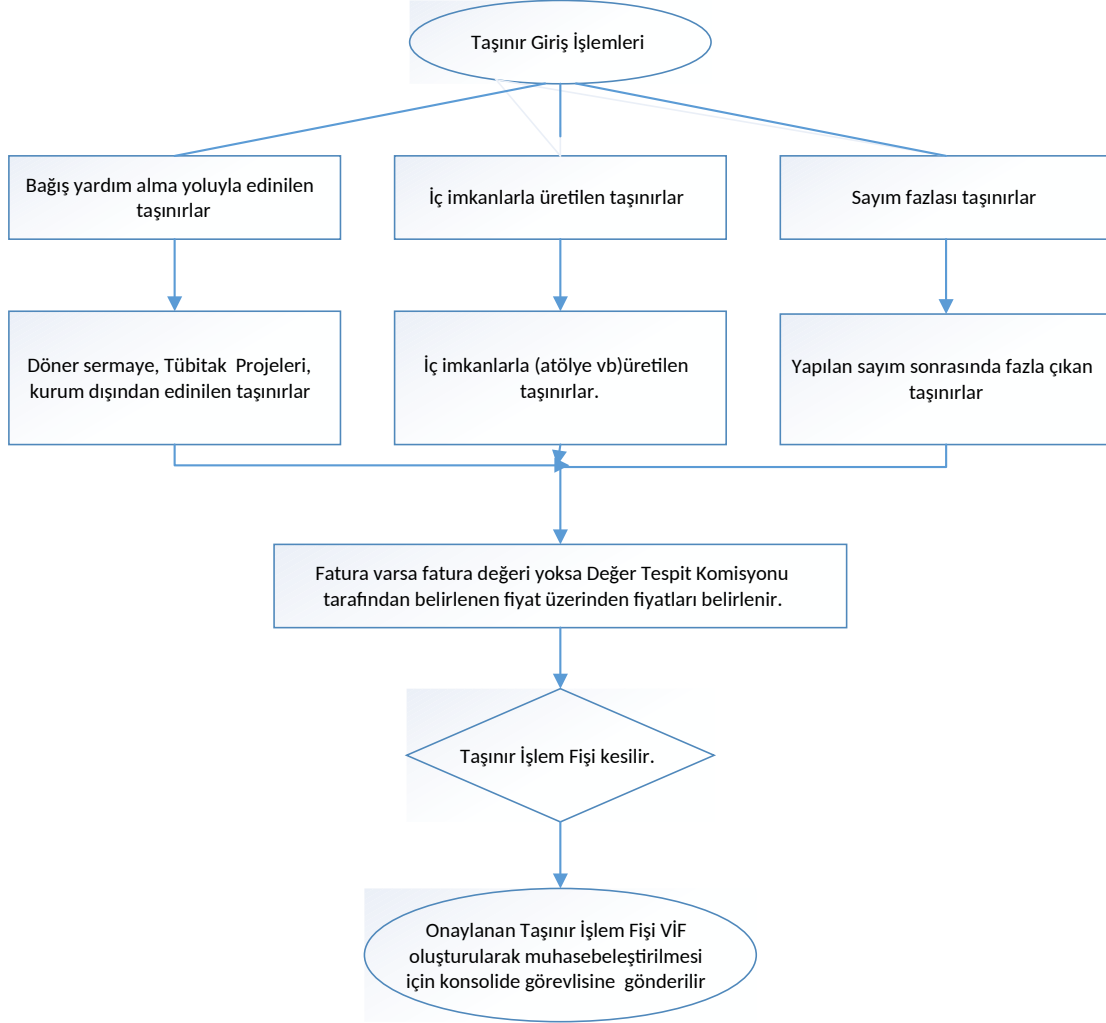 Taşınır Giriş İşlemleri
Bağış yardım alma yoluyla edinilen
taşınırlar
İç imkanlarla üretilen taşınırlar
Sayım fazlası taşınırlar
Döner sermaye, Tübitak  Projeleri,
kurum dışından edinilen taşınırlar
İç imkanlarla (atölye vb)üretilen
taşınırlar.
Yapılan sayım sonrasında fazla çıkan
taşınırlar
Fatura varsa fatura değeri yoksa Değer Tespit Komisyonu
tarafından belirlenen fiyat üzerinden fiyatları belirlenir.
Taşınır İşlem Fişi kesilir.
Onaylanan Taşınır İşlem Fişi VİF
oluşturularak muhasebeleştirilmesi
için konsolide görevlisine  gönderilir